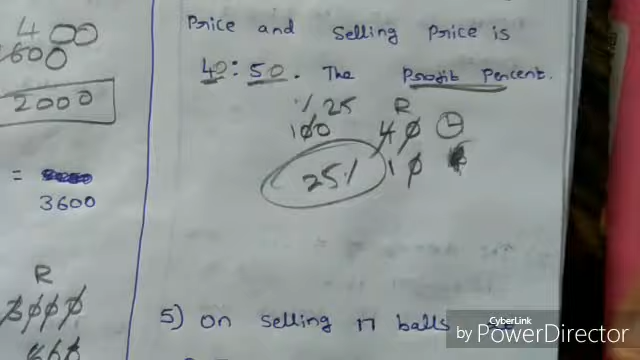 400
1600
2000
=
3600
R
Price and Selling Price is
40:50. The Profit Percent.
% 25 R
100 40
25% 10
5) On Selling 17 balls
CyberLink
by PowerDirector